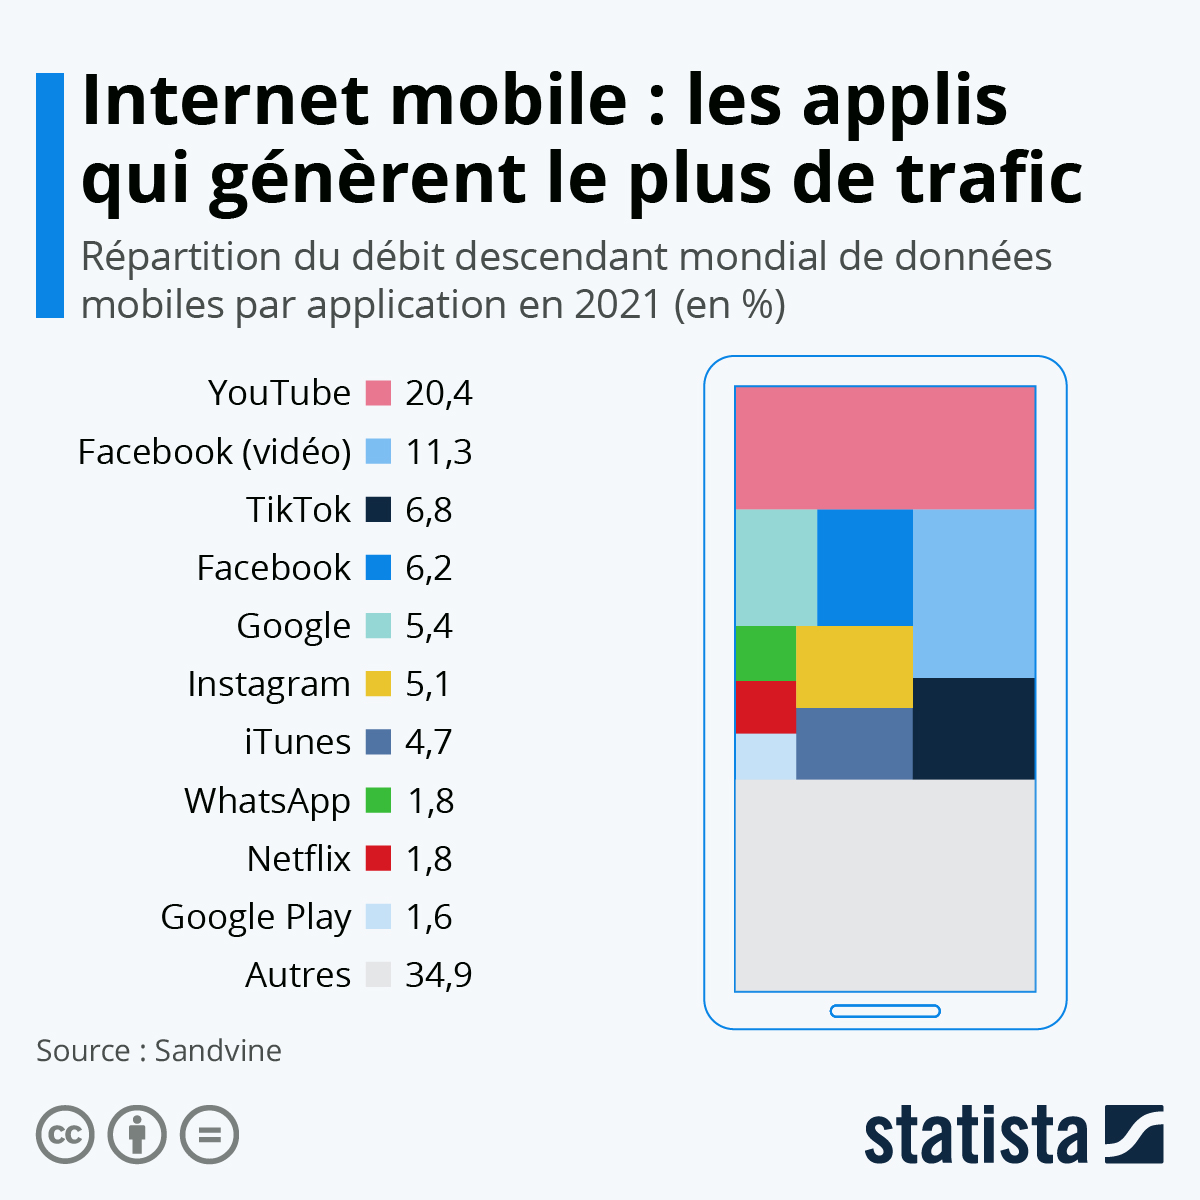 Internet mobile : les applis
qui génèrent le plus de trafic
Répartition du débit descendant mondial de données
mobiles par application en 2021 (en %)
YouTube 20,4
Facebook (vidéo) 11,3
TikTok 6,8
Facebook 6,2
Google 5,4
Instagram 5,1
iTunes 4,7
WhatsApp 1,8
Netflix 1,8
Google Play 1,6
Autres 34,9
Source : Sandvine
cc
statista